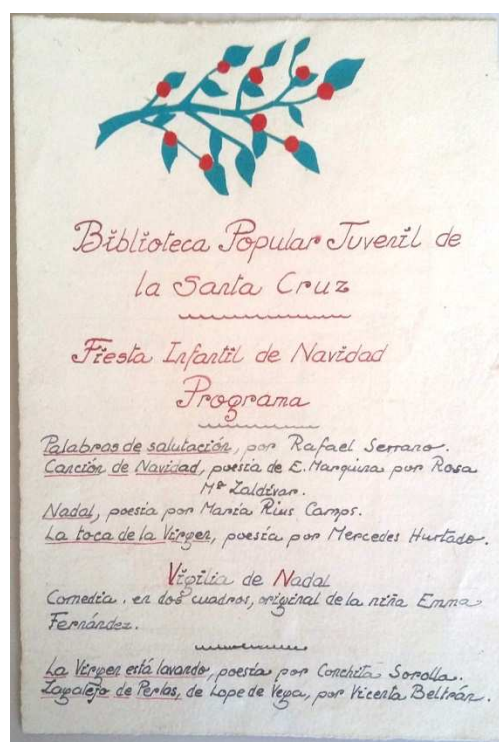 Biblioteca Popular Juvenil de
la Santa Cruz
Fiesta Infantil de Navidad
Programa
Palabras de salutación, por Rafael Serrano.
Canción de Navidad, poesía de E. Marquina por Rosa
Mª Zaldívar.
Nadal, poesía por María Rius Camps.
La toca de la Virgen, poesía por Mercedes Hurtado.
Vigilia de Nadal
Comedia. en dos cuadros, original de la niña Emma
Fernández.
La Virgen está lavando, poesía por Conchita Sorolla.
Zagalejo de Perlas, de Lope de Vega, por Vicenta Beltrán.